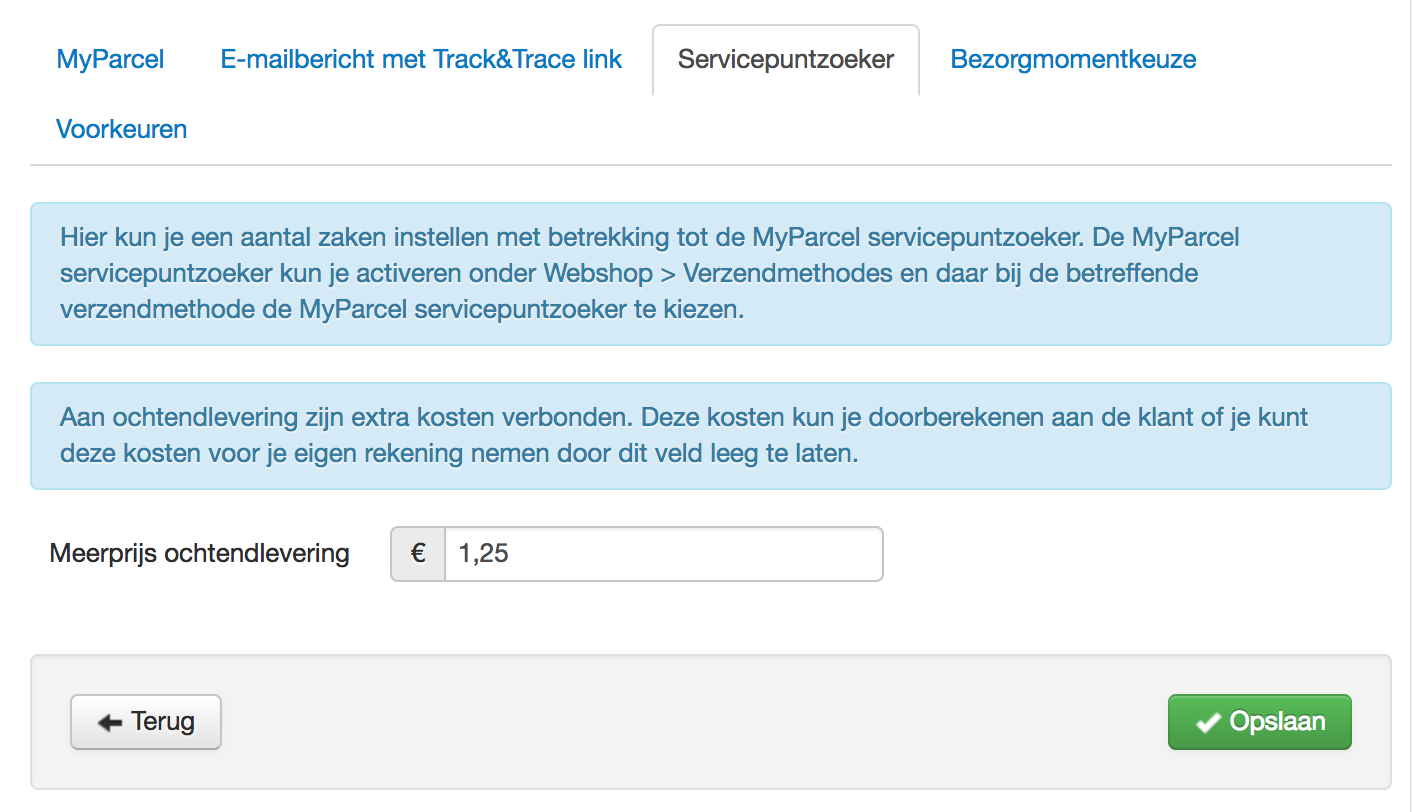 MyParcel E-mailbericht met Track&Trace link Servicepuntzoeker Bezorgmomentkeuze
Voorkeuren
Hier kun je een aantal zaken instellen met betrekking tot de MyParcel servicepuntzoeker. De MyParcel
servicepuntzoeker kun je activeren onder Webshop > Verzendmethodes en daar bij de betreffende
verzendmethode de MyParcel servicepuntzoeker te kiezen.
Aan ochtendlevering zijn extra kosten verbonden. Deze kosten kun je doorberekenen aan de klant of je kunt
deze kosten voor je eigen rekening nemen door dit veld leeg te laten.
Meerprijs ochtendlevering € 1,25
Terug Opslaan